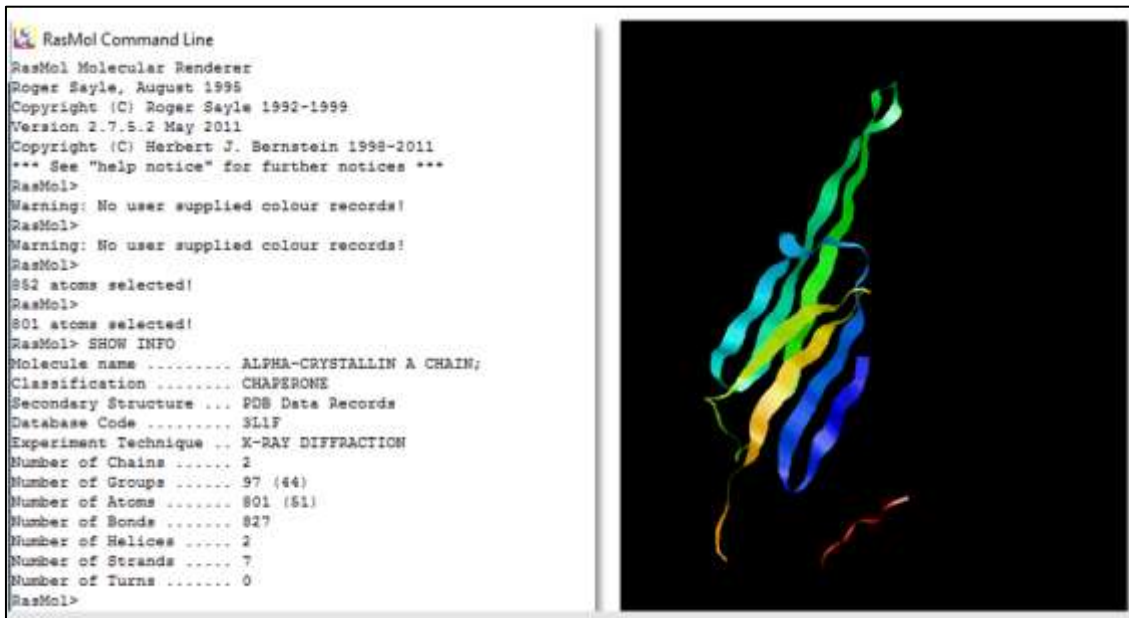 RasMol Command Line
RasMol Molecular Renderer
Roger Sayle, August 1995
Copyright (C) Roger Sayle 1992-1999
Version 2.7.5.2 May 2011
Copyright (C) Herbert J. Bernstein 1998-2011
*** See "help notice" for further notices ***
RasMol>
Warning: No user supplied colour records!
RasMol>
Warning: No user supplied colour records!
RasMol>
852 atoms selected!
RasMol>
801 atoms selected!
RasMol> SHOW INFO
Molecule name ......... ALPHA-CRYSTALLIN A CHAIN;
Classification ........ CHAPERONE
Secondary Structure ... PDB Data Records
Database Code ......... 3L1F
Experiment Technique .. X-RAY DIFFRACTION
Number of Chains ...... 2
Number of Groups ...... 97 (44)
Number of Atoms ....... 801 (51)
Number of Bonds ....... 827
Number of Helices ..... 2
Number of Strands ..... 7
Number of Turns ....... 0
RasMol>